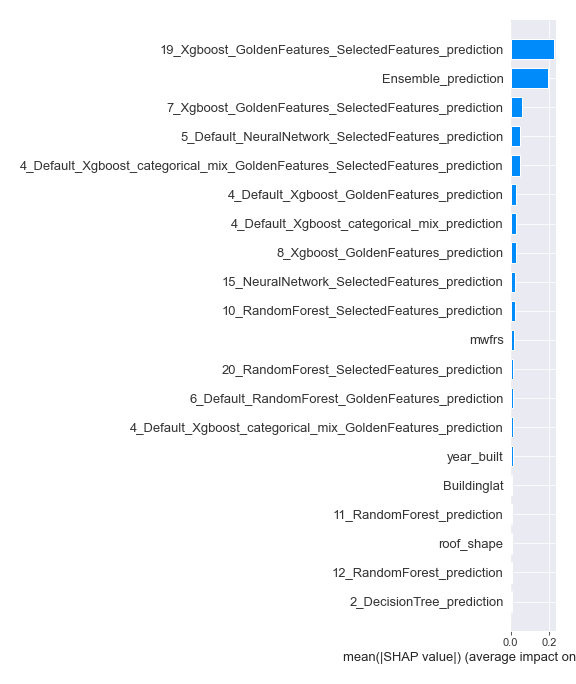 19_Xgboost_GoldenFeatures_SelectedFeatures_prediction
Ensemble_prediction
7_Xgboost_GoldenFeatures_SelectedFeatures_prediction
5_Default_NeuralNetwork_SelectedFeatures_prediction
4_Default_Xgboost_categorical_mix_GoldenFeatures_SelectedFeatures_prediction
4_Default_Xgboost_GoldenFeatures_prediction
4_Default_Xgboost_categorical_mix_prediction
8_Xgboost_GoldenFeatures_prediction
15_NeuralNetwork_SelectedFeatures_prediction
10_RandomForest_SelectedFeatures_prediction
mwfrs
20_RandomForest_SelectedFeatures_prediction
6_Default_RandomForest_GoldenFeatures_prediction
4_Default_Xgboost_categorical_mix_GoldenFeatures_prediction
year_built
Buildinglat
11_RandomForest_prediction
roof_shape
12_RandomForest_prediction
2_DecisionTree_prediction
0.0 0.2
mean(|SHAP value|) (average impact on